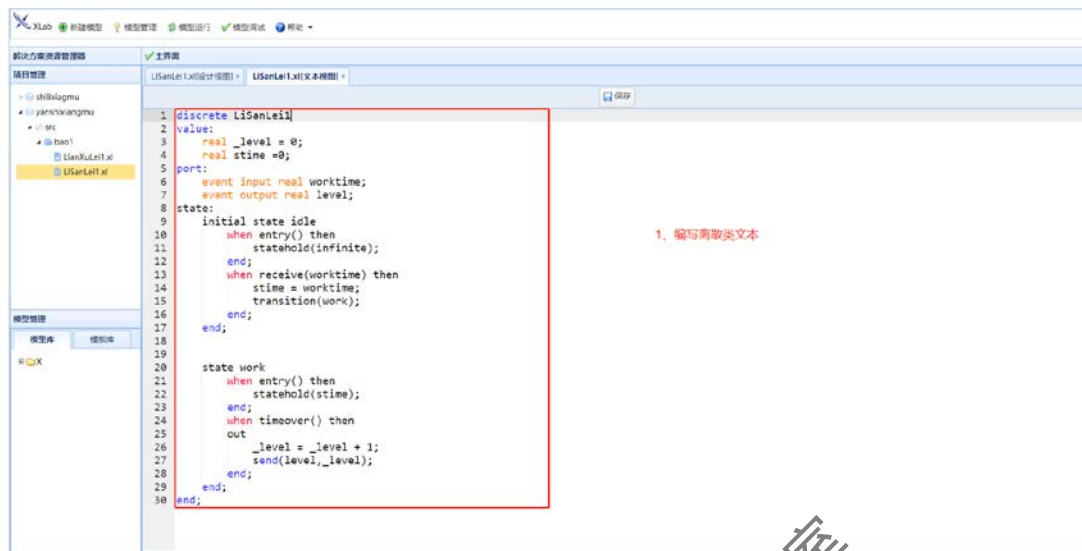 XLab 新建模型 模型管理 模型运行 模型调试 帮助
解决方案资源管理器
主界面
项目管理
LiSanLei1.xl[设计视图] ×
LiSanLei1.xl[文本视图] ×
保存
shilixiagmu
yanshixiangmu
src
bao1
LianXuLei1.xl
LiSanLei1.xl
1 discrete LiSanLei1
2 value:
3 real _level = 0;
4 real stime =0;
5 port:
6 event input real worktime;
7 event output real level;
8 state:
9 initial state idle
10 when entry() then
11 statehold(infinite);
12 end;
13 when receive(worktime) then
14 stime = worktime;
15 transition(work);
16 end;
17 end;
18
19
20 state work
21 when entry() then
22 statehold(stime);
23 end;
24 when timeover() then
25 out
26 _level = _level + 1;
27 send(level,_level);
28 end;
29 end;
30 end;
1、编写离散类文本
模型管理
模型库 模板库
X